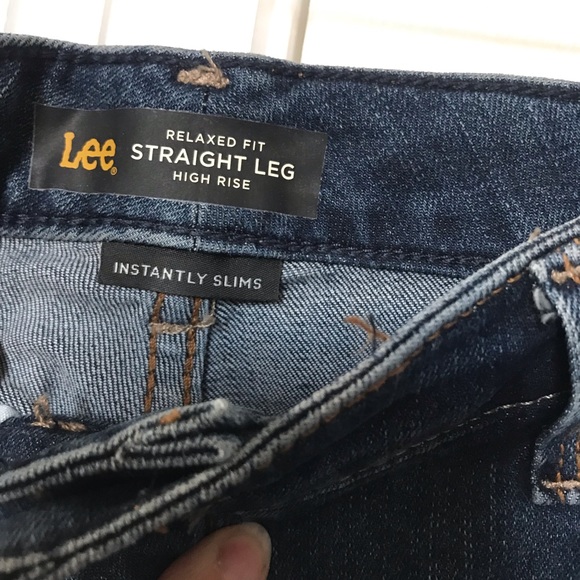 Lee®
RELAXED FIT
STRAIGHT LEG
HIGH RISE
INSTANTLY SLIMS